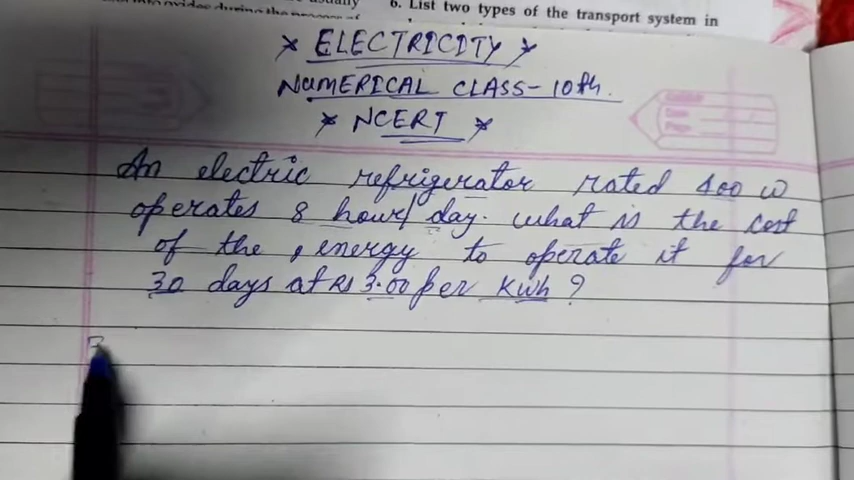 6. List two types of the transport system in
✶ ELECTRICITY ✶
NUMERICAL CLASS-10th.
✶ NCERT ✶
An electric refrigerator rated 400 W
operates 8 hour/day. what is the cost
of the energy to operate it for
30 days at Rs 3.00 per kwh ?